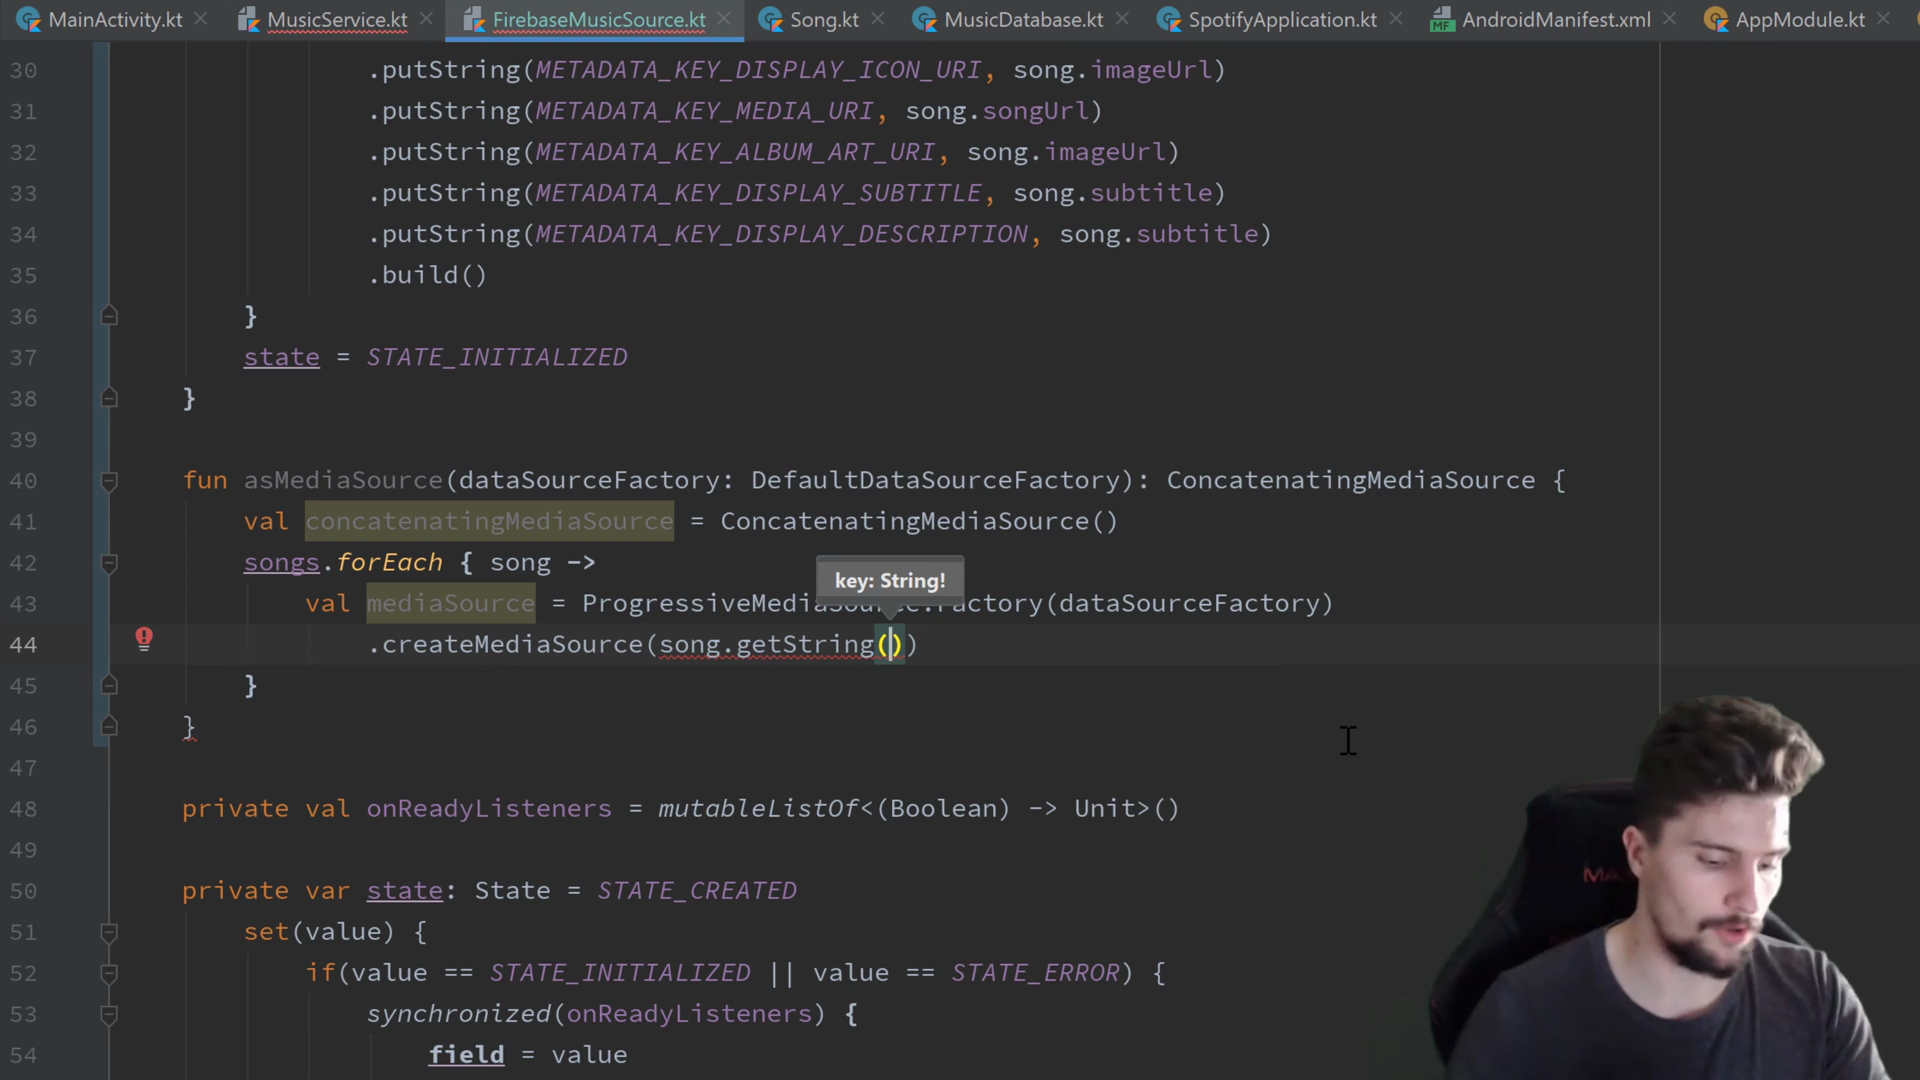 MainActivity.kt MusicService.kt FirebaseMusicSource.kt Song.kt MusicDatabase.kt SpotifyApplication.kt AndroidManifest.xml AppModule.kt
30 .putString(METADATA_KEY_DISPLAY_ICON_URI, song.imageUrl)
31 .putString(METADATA_KEY_MEDIA_URI, song.songUrl)
32 .putString(METADATA_KEY_ALBUM_ART_URI, song.imageUrl)
33 .putString(METADATA_KEY_DISPLAY_SUBTITLE, song.subtitle)
34 .putString(METADATA_KEY_DISPLAY_DESCRIPTION, song.subtitle)
35 .build()
36 }
37 state = STATE_INITIALIZED
38 }
39
40 fun asMediaSource(dataSourceFactory: DefaultDataSourceFactory): ConcatenatingMediaSource {
41 val concatenatingMediaSource = ConcatenatingMediaSource()
42 songs.forEach { song ->
key: String!
43 val mediaSource = ProgressiveMediaSource.Factory(dataSourceFactory)
44 .createMediaSource(song.getString())
45 }
46 }
47
48 private val onReadyListeners = mutableListOf<(Boolean) -> Unit>()
49
50 private var state: State = STATE_CREATED
51 set(value) {
52 if(value == STATE_INITIALIZED || value == STATE_ERROR) {
53 synchronized(onReadyListeners) {
54 field = value